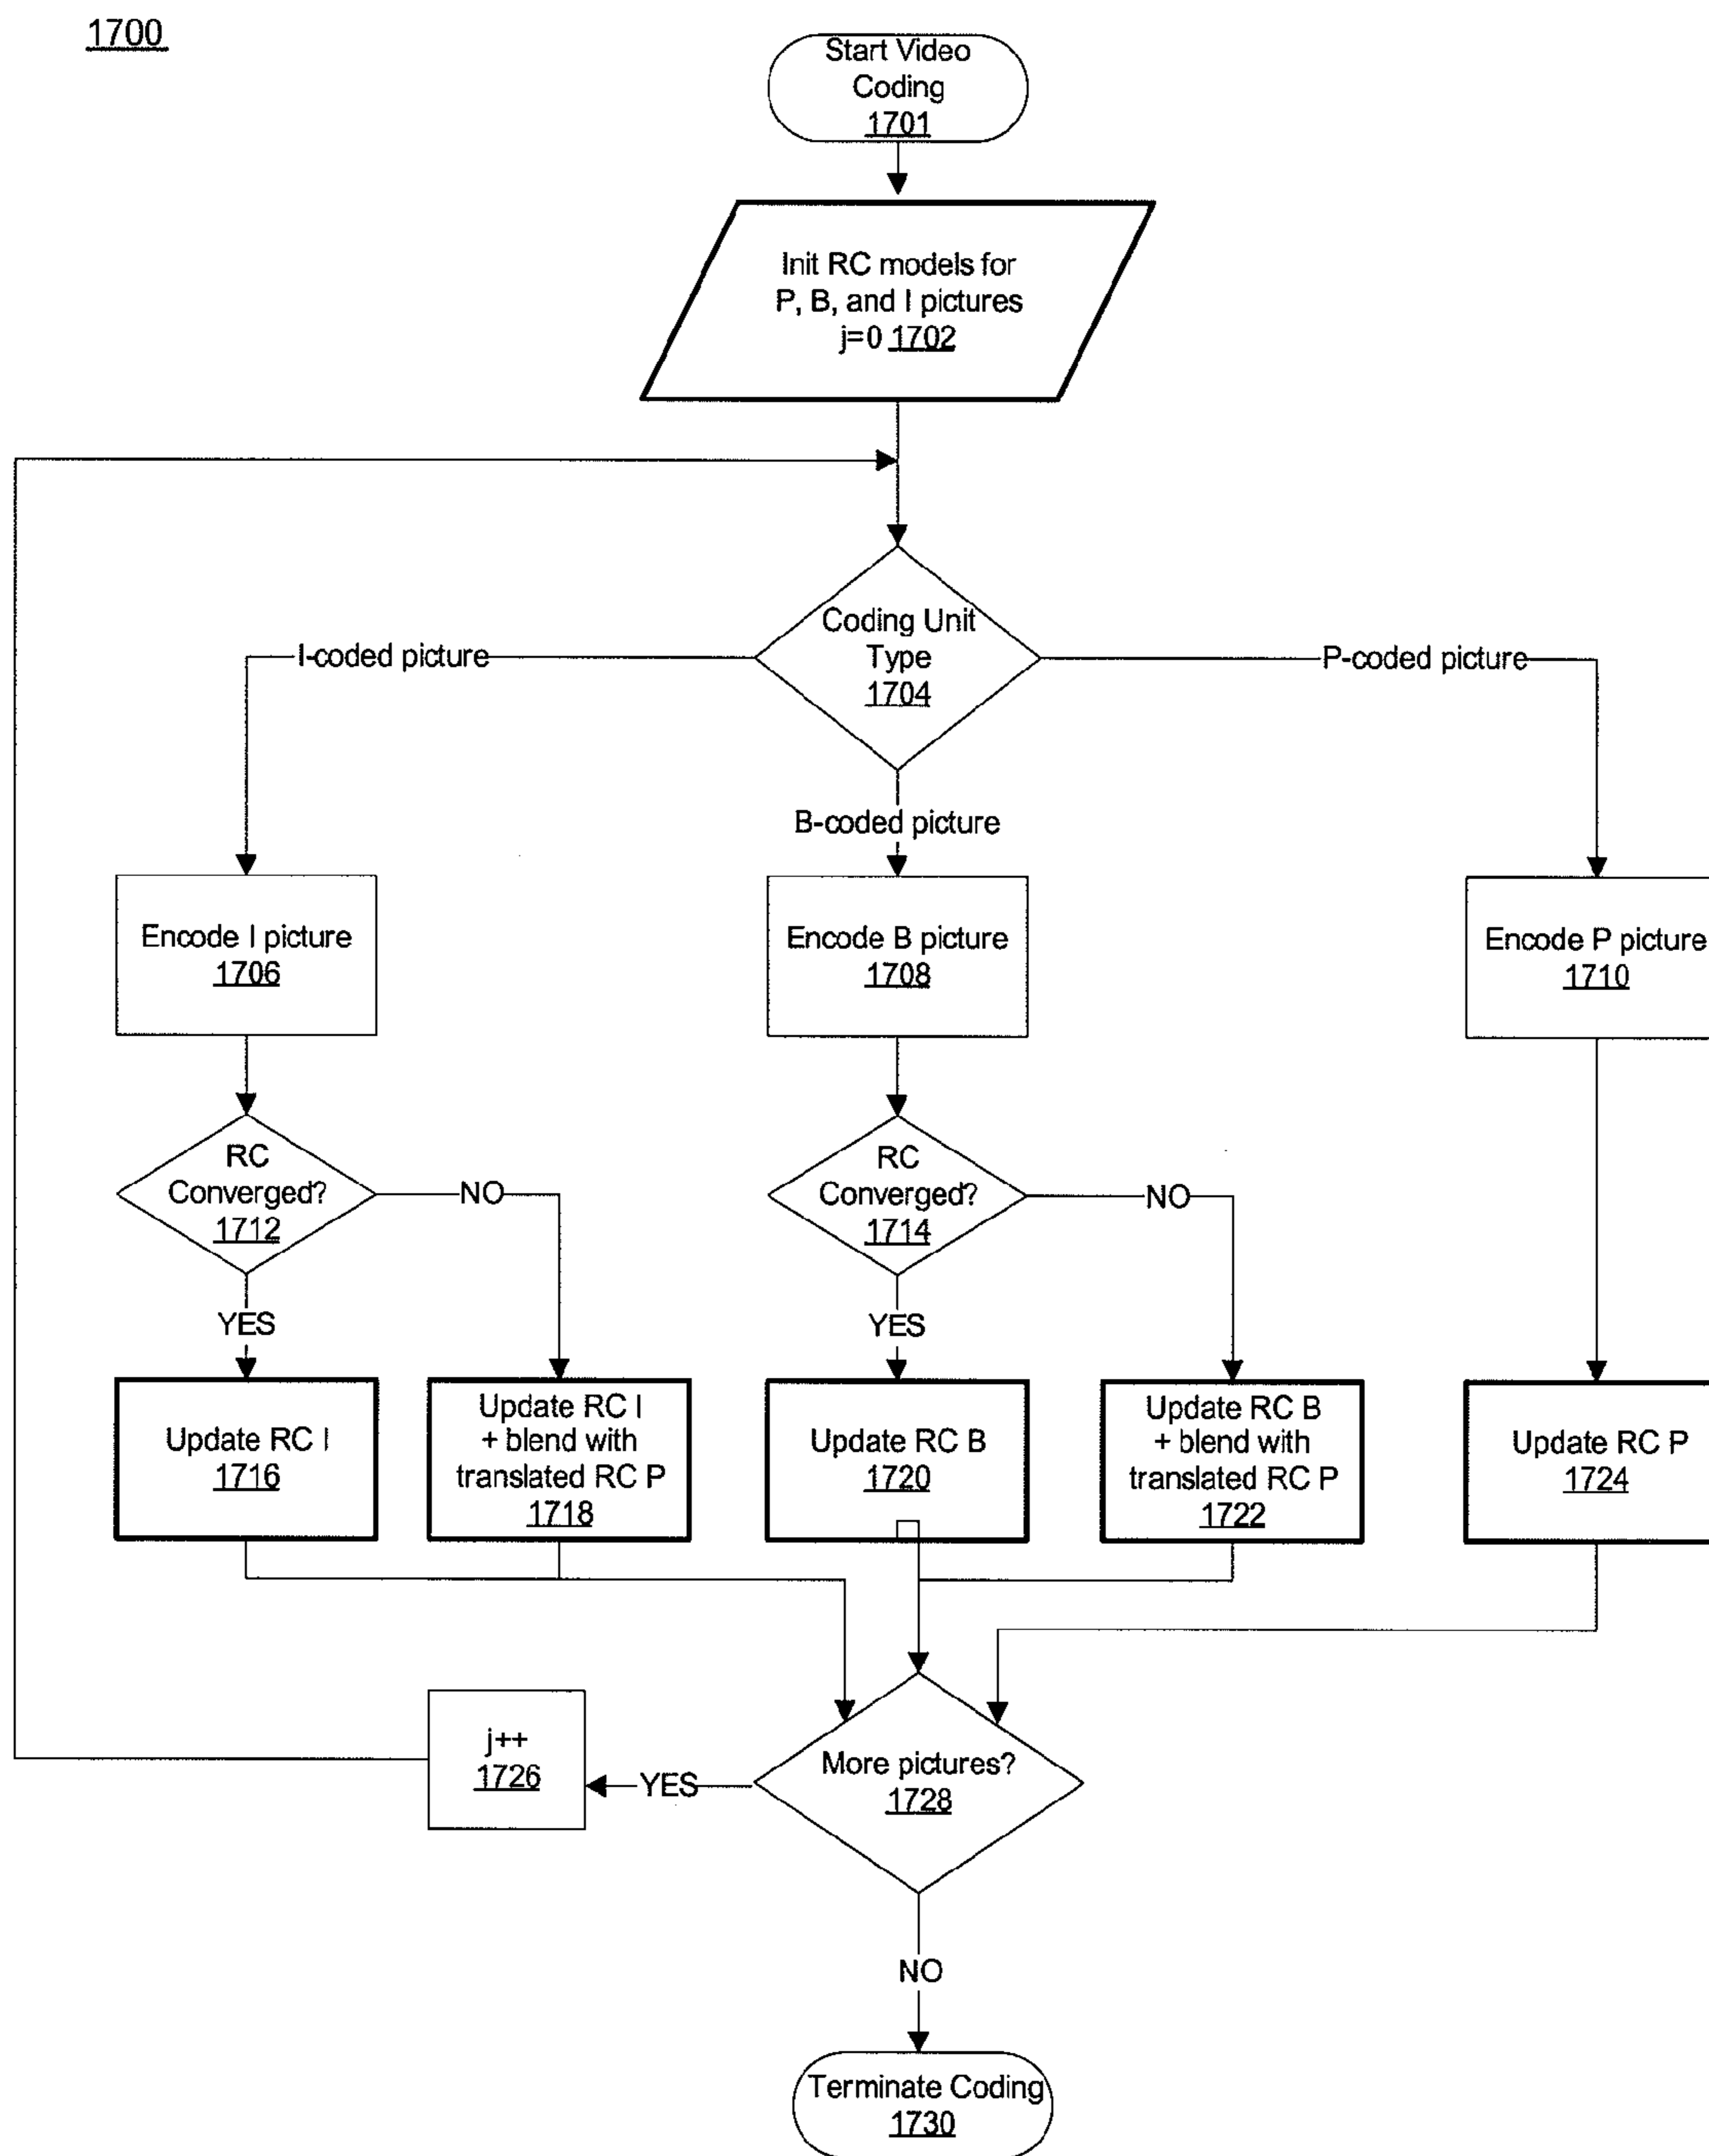 1700
Start Video
Coding
1701
Init RC models for
P, B, and I pictures
j=0 1702
Coding Unit
Type
1704
I-coded picture
P-coded picture
B-coded picture
Encode I picture
1706
Encode B picture
1708
Encode P picture
1710
RC
Converged?
1712
NO
YES
RC
Converged?
1714
NO
YES
Update RC I
1716
Update RC I
+ blend with
translated RC P
1718
Update RC B
1720
Update RC B
+ blend with
translated RC P
1722
Update RC P
1724
j++
1726
YES
More pictures?
1728
NO
Terminate Coding
1730